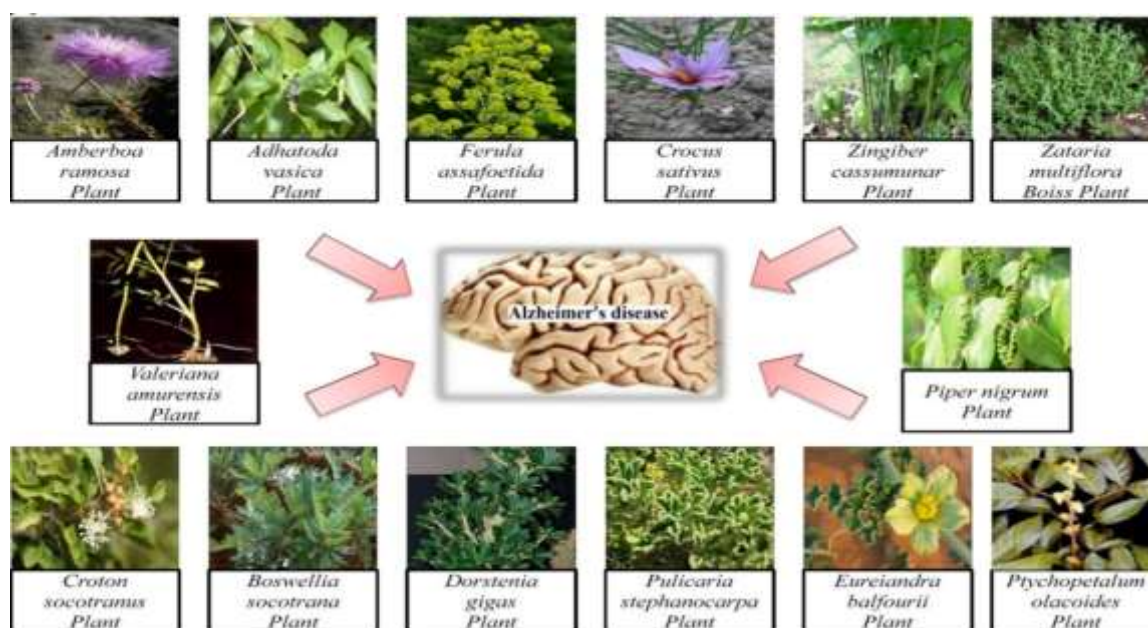 Amberboa
ramosa
Plant
Adhatoda
vasica
Plant
Ferula
assafoetida
Plant
Crocus
sativus
Plant
Zingiber
cassumunar
Plant
Zataria
multiflora
Boiss Plant
Valeriana
amurensis
Plant
Alzheimer's disease
Piper nigrum
Plant
Croton
socotranus
Plant
Boswellia
socotrana
Plant
Dorstenia
gigas
Plant
Pulicaria
stephanocarpa
Plant
Eureiandra
balfourii
Plant
Ptychopetalum
olacoides
Plant